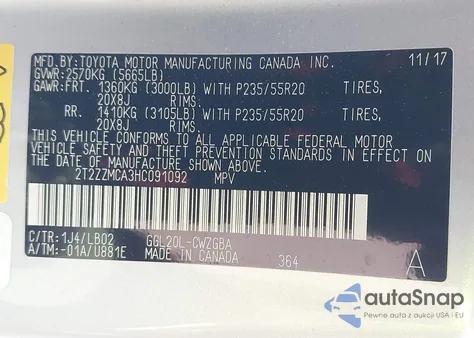 MFD. BY: TOYOTA MOTOR MANUFACTURING CANADA INC. 11/17
GVWR: 2570KG (5665LB)
GAWR: FRT. 1360KG (3000LB) WITH P235/55R20 TIRES,
20X8J RIMS.
RR. 1410KG (3105LB) WITH P235/55R20 TIRES,
20X8J RIMS.
THIS VEHICLE CONFORMS TO ALL APPLICABLE FEDERAL MOTOR
VEHICLE SAFETY AND THEFT PREVENTION STANDARDS IN EFFECT ON THE
DATE OF MANUFACTURE SHOWN ABOVE.
2T2ZZMCA3HC091092 MPV
C/TR: 1J4/LB02 GGL20L-CWZGBA
A/TM: -01A/U881E MADE IN CANADA 364 A
autoSnap
Pewne auta z aukcji USA i EU